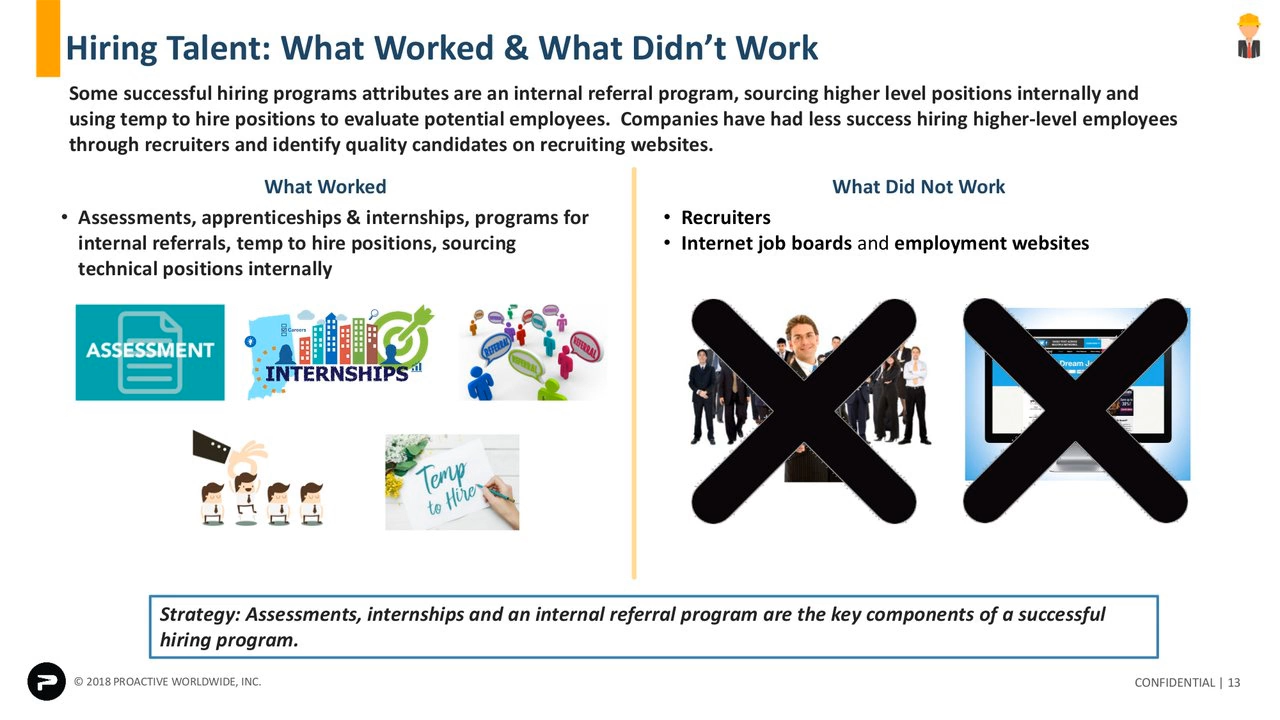 Hiring Talent: What Worked & What Didn’t Work
Some successful hiring programs attributes are an internal referral program, sourcing higher level positions internally and
using temp to hire positions to evaluate potential employees.  Companies have had less success hiring higher-level employees
through recruiters and identify quality candidates on recruiting websites.
What Worked
• Assessments, apprenticeships & internships, programs for
internal referrals, temp to hire positions, sourcing
technical positions internally
ASSESSMENT
Careers
INTERNSHIPS
REFERRAL
REFERRAL
REFERRAL
Temp
to Hire
What Did Not Work
• Recruiters
• Internet job boards and employment websites
Dream
Strategy: Assessments, internships and an internal referral program are the key components of a successful
hiring program.
© 2018 PROACTIVE WORLDWIDE, INC.
CONFIDENTIAL | 13